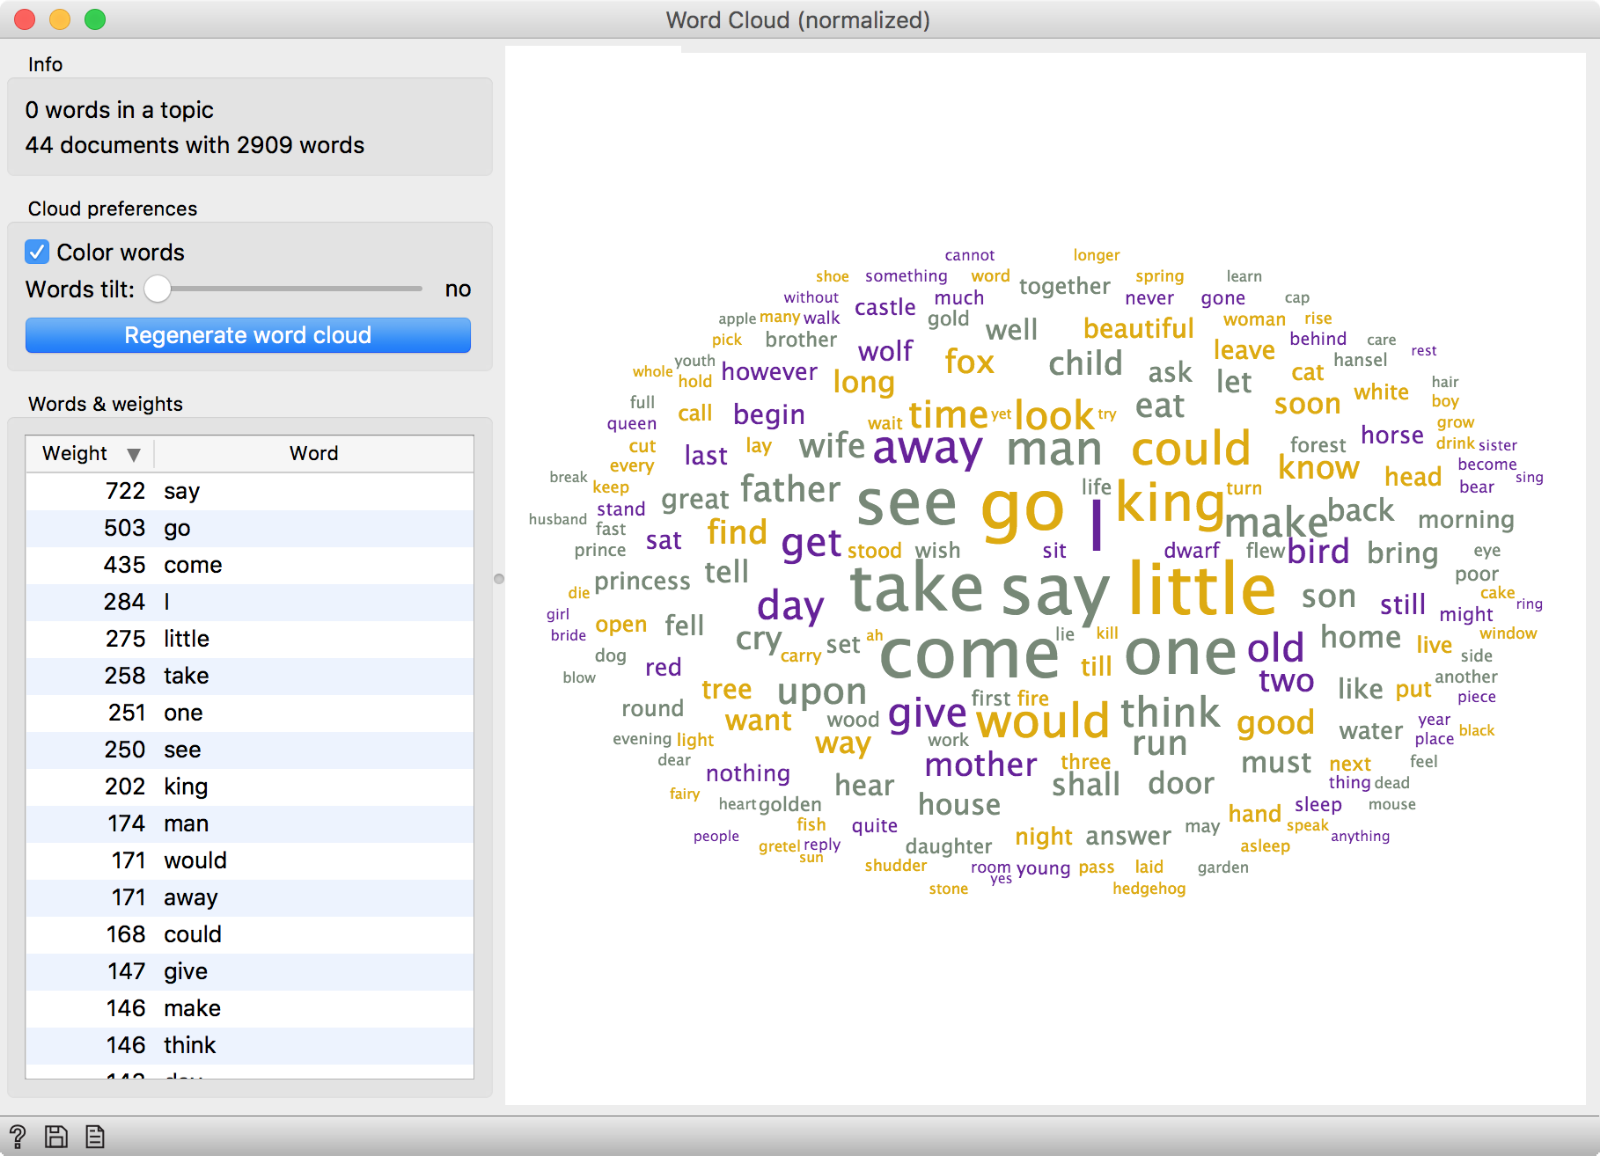 Word Cloud (normalized)
Info
0 words in a topic
44 documents with 2909 words
Cloud preferences
Color words
Words tilt: no
Regenerate word cloud
Words & weights
Weight Word
722 say
503 go
435 come
284 I
275 little
258 take
251 one
250 see
202 king
174 man
171 would
171 away
168 could
147 give
146 make
146 think
cannot longer
shoe something word together spring learn
without castle much never gone cap
apple many walk gold well beautiful woman rise
pick brother wolf fox child ask leave behind care
youth hansel rest
whole hold however long let cat white hair
full call begin wait time yet look try eat soon boy
queen grow
cut last lay wife away man could forest horse drink sister
every know head become
break keep great father see go life I king turn bear sing
husband stand make back morning
fast sat find get stood wish sit dwarf flew bird bring eye
prince
princess tell take say little son still poor
die day might cake ring
girl open fell cry set ah come lie kill one old home live window
bride
dog red carry till two like put another side
blow
tree upon first fire piece
round want wood give would think good water year black
evening light way work run place
dear nothing mother three must next feel
fairy hear shall door thing dead
heart golden house hand sleep mouse
people fish quite daughter night answer may speak anything
gretel reply asleep
sun shudder room young pass laid garden
yes
stone hedgehog